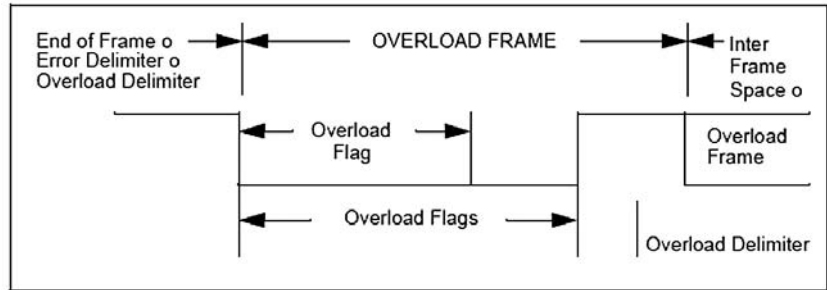 End of Frame o
Error Delimiter o
Overload Delimiter
OVERLOAD FRAME
Inter
Frame
Space o
Overload
Flag
Overload
Frame
Overload Flags
Overload Delimiter